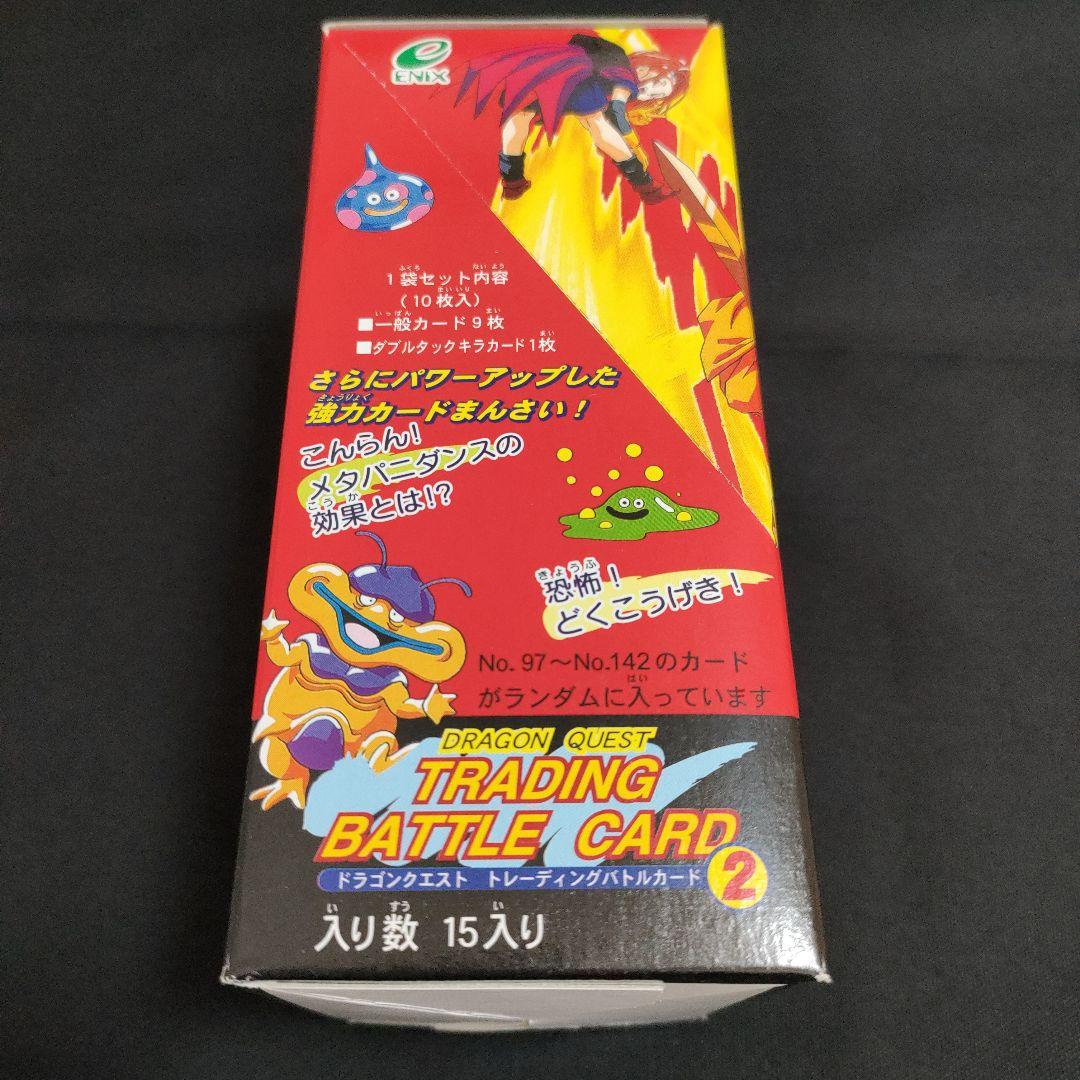 ENIX
1袋セット内容
(10枚入)
■一般カード9枚
■ダブルタックキラカード1枚
さらにパワーアップした
強力カードまんさい!
こんらん!
メタパニダンスの
効果とは!?
恐怖!
どくこうげき!
No. 97～No.142のカード
がランダムに入っています
DRAGON QUEST
TRADING
BATTLE CARD
ドラゴンクエスト トレーディングバトルカード 2
入り数 15入り